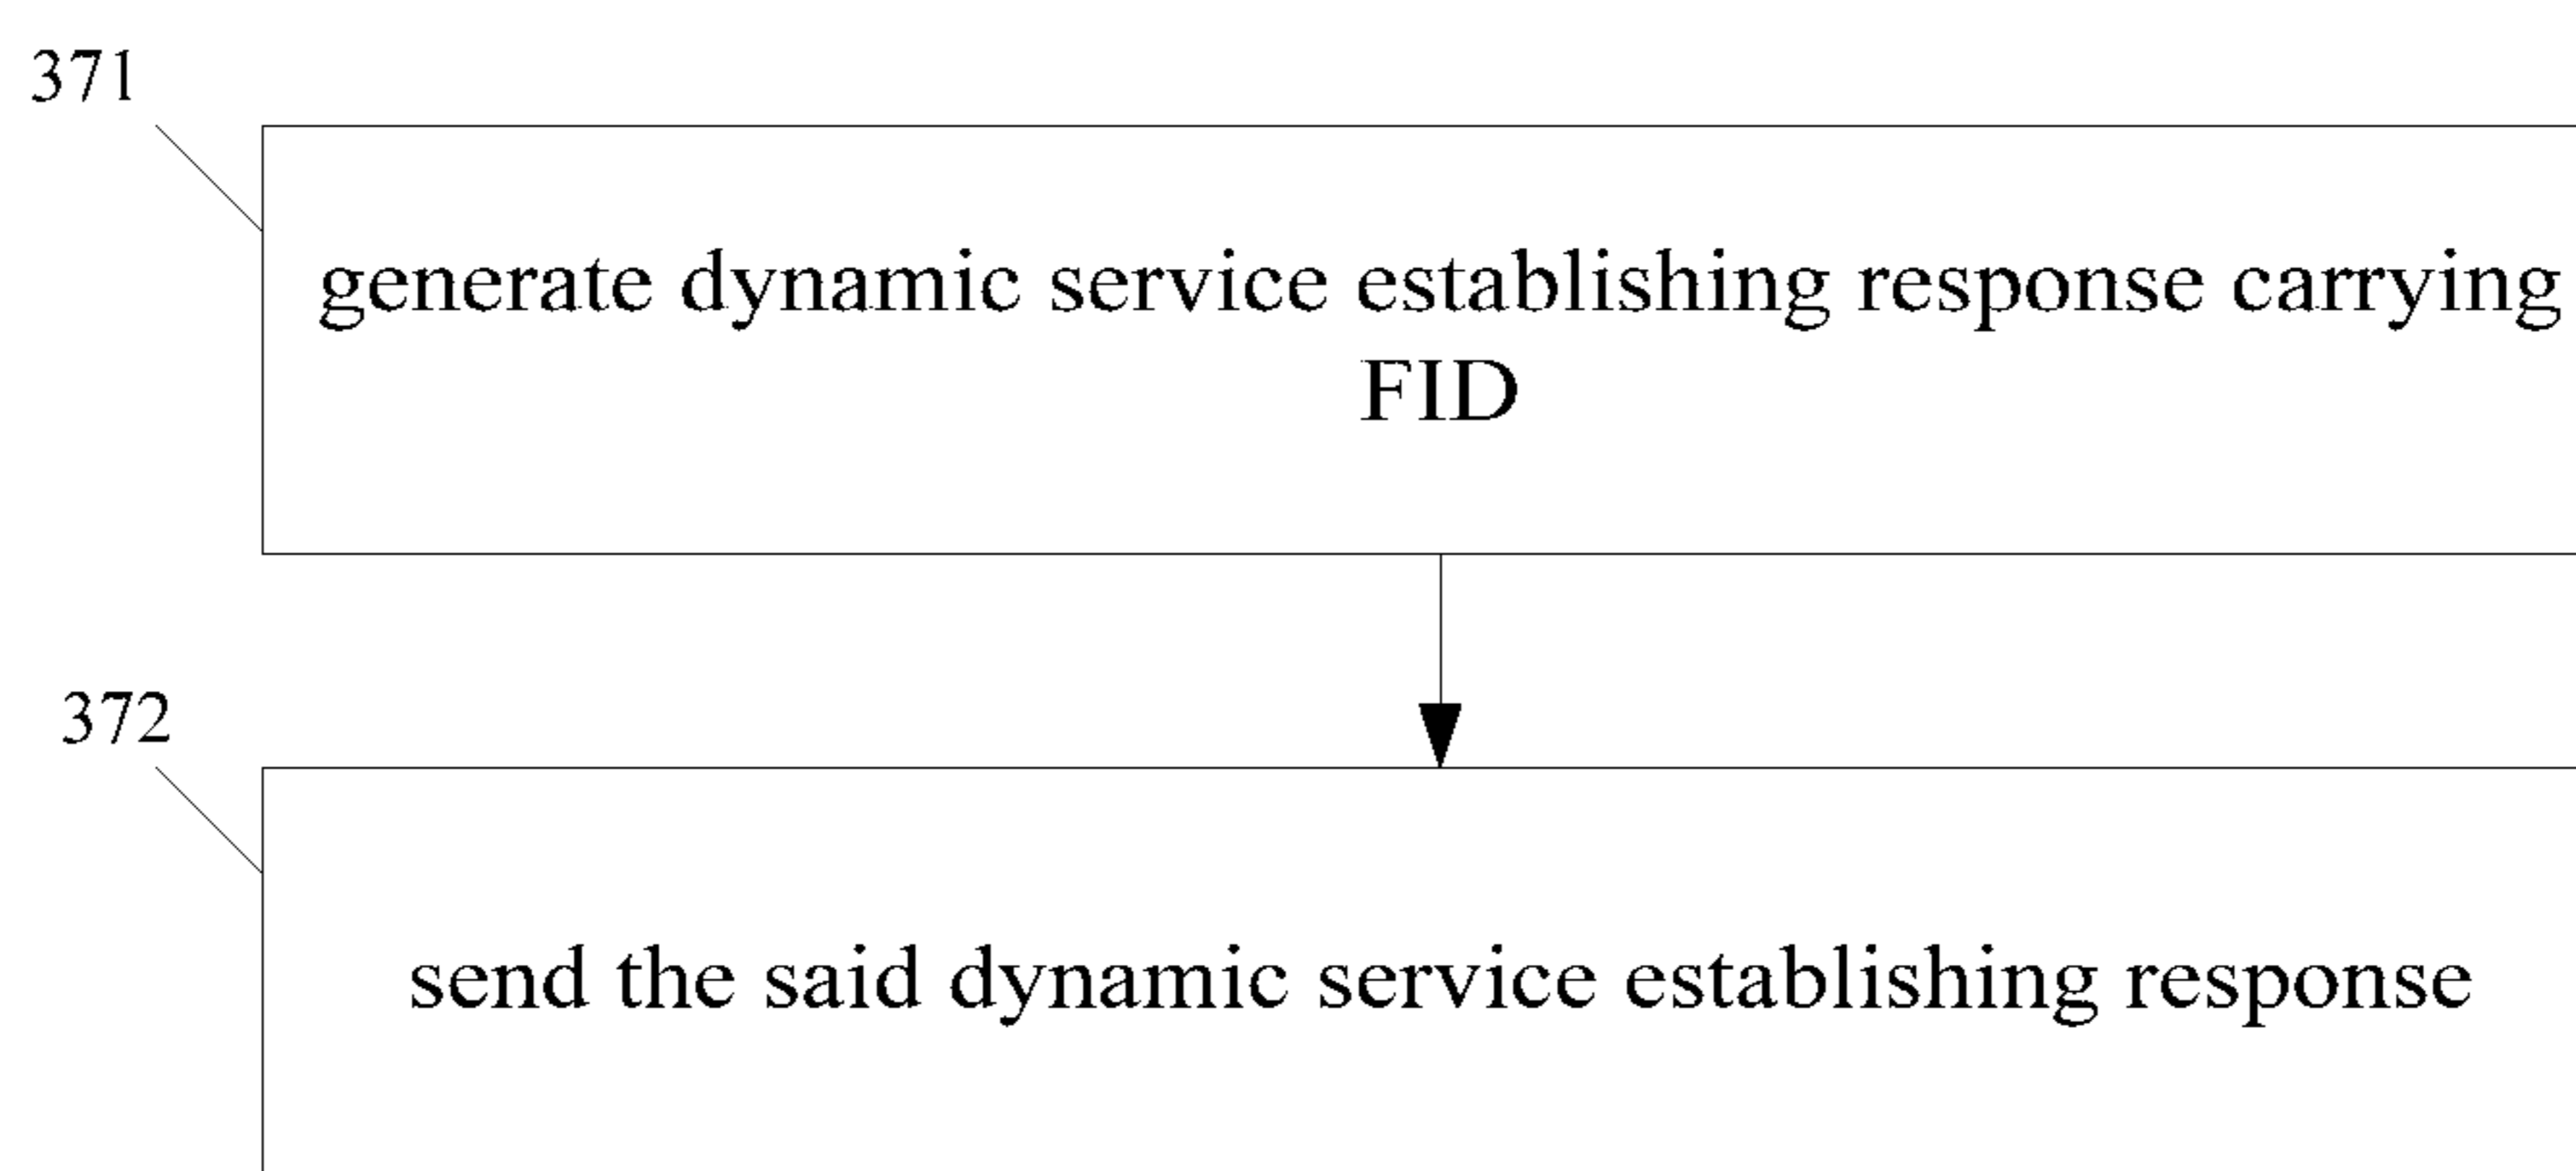 371
generate dynamic service establishing response carrying
FID
372
send the said dynamic service establishing response